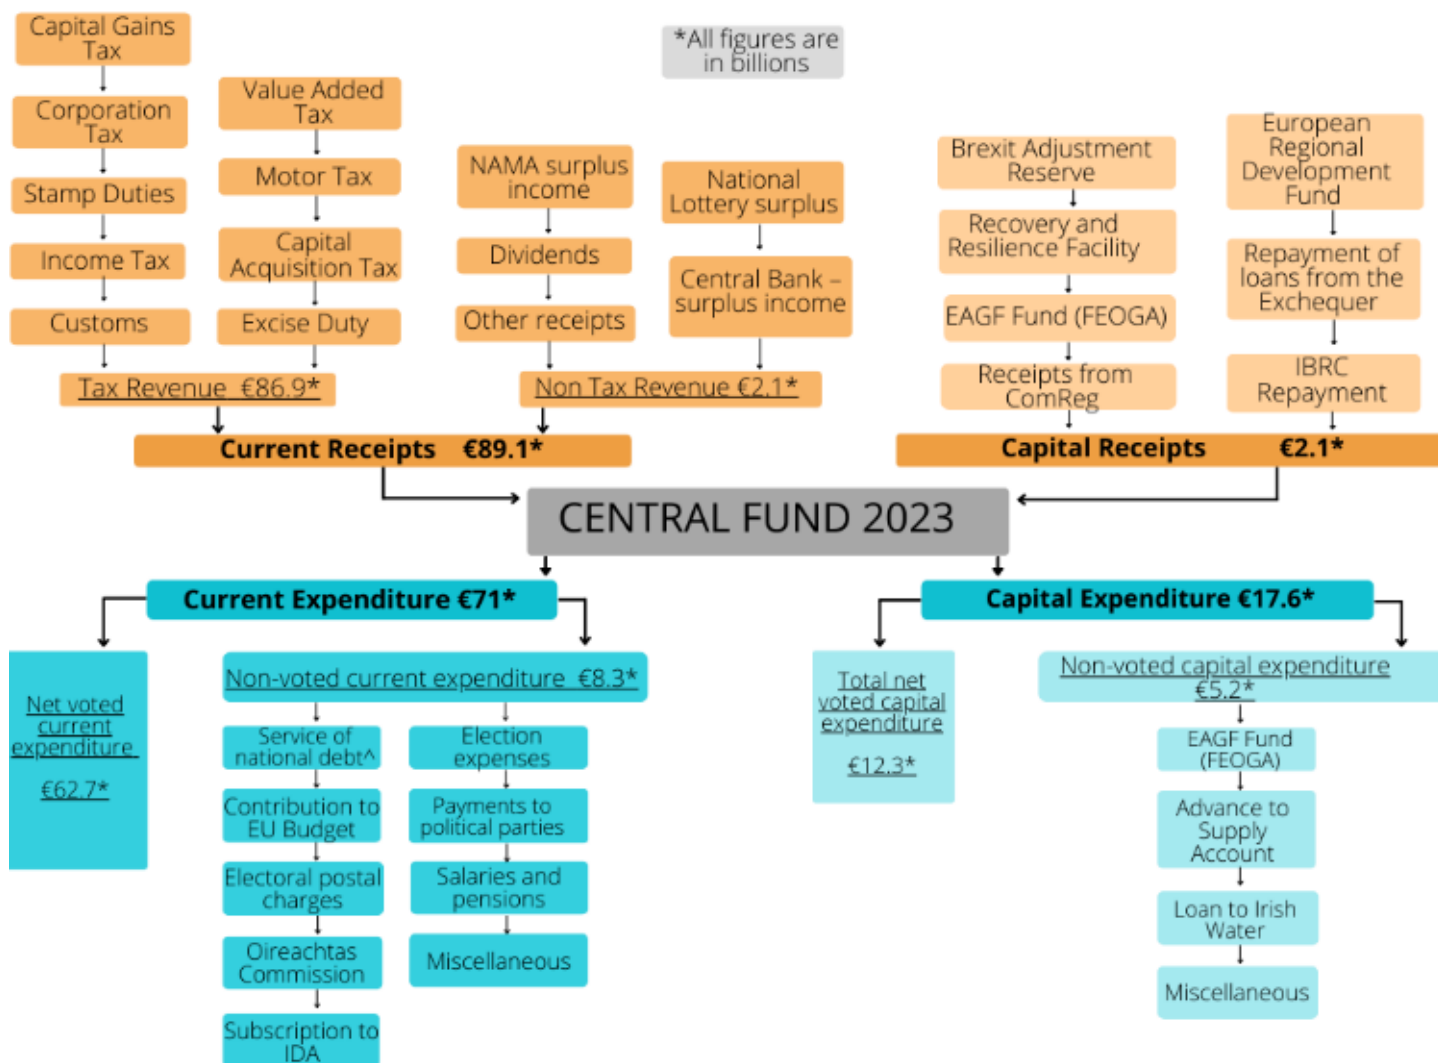 Capital Gains
Tax
Corporation
Tax
Stamp Duties
Income Tax
Customs
Value Added
Tax
Motor Tax
Capital
Acquisition Tax
Excise Duty
Tax Revenue €86.9*
NAMA surplus
income
Dividends
Other receipts
National
Lottery surplus
Central Bank –
surplus income
Non Tax Revenue €2.1*
*All figures are
in billions
Brexit Adjustment
Reserve
Recovery and
Resilience Facility
EAGF Fund (FEOGA)
Receipts from
ComReg
European
Regional
Development
Fund
Repayment of
loans from the
Exchequer
IBRC
Repayment
Current Receipts €89.1*
Capital Receipts €2.1*
CENTRAL FUND 2023
Current Expenditure €71*
Capital Expenditure €17.6*
Net voted
current
expenditure
€62.7*
Non-voted current expenditure €8.3*
Service of
national debt^
Contribution to
EU Budget
Electoral postal
charges
Oireachtas
Commission
Subscription to
IDA
Election
expenses
Payments to
political parties
Salaries and
pensions
Miscellaneous
Total net
voted capital
expenditure
€12.3*
Non-voted capital expenditure
€5.2*
EAGF Fund
(FEOGA)
Advance to
Supply
Account
Loan to Irish
Water
Miscellaneous